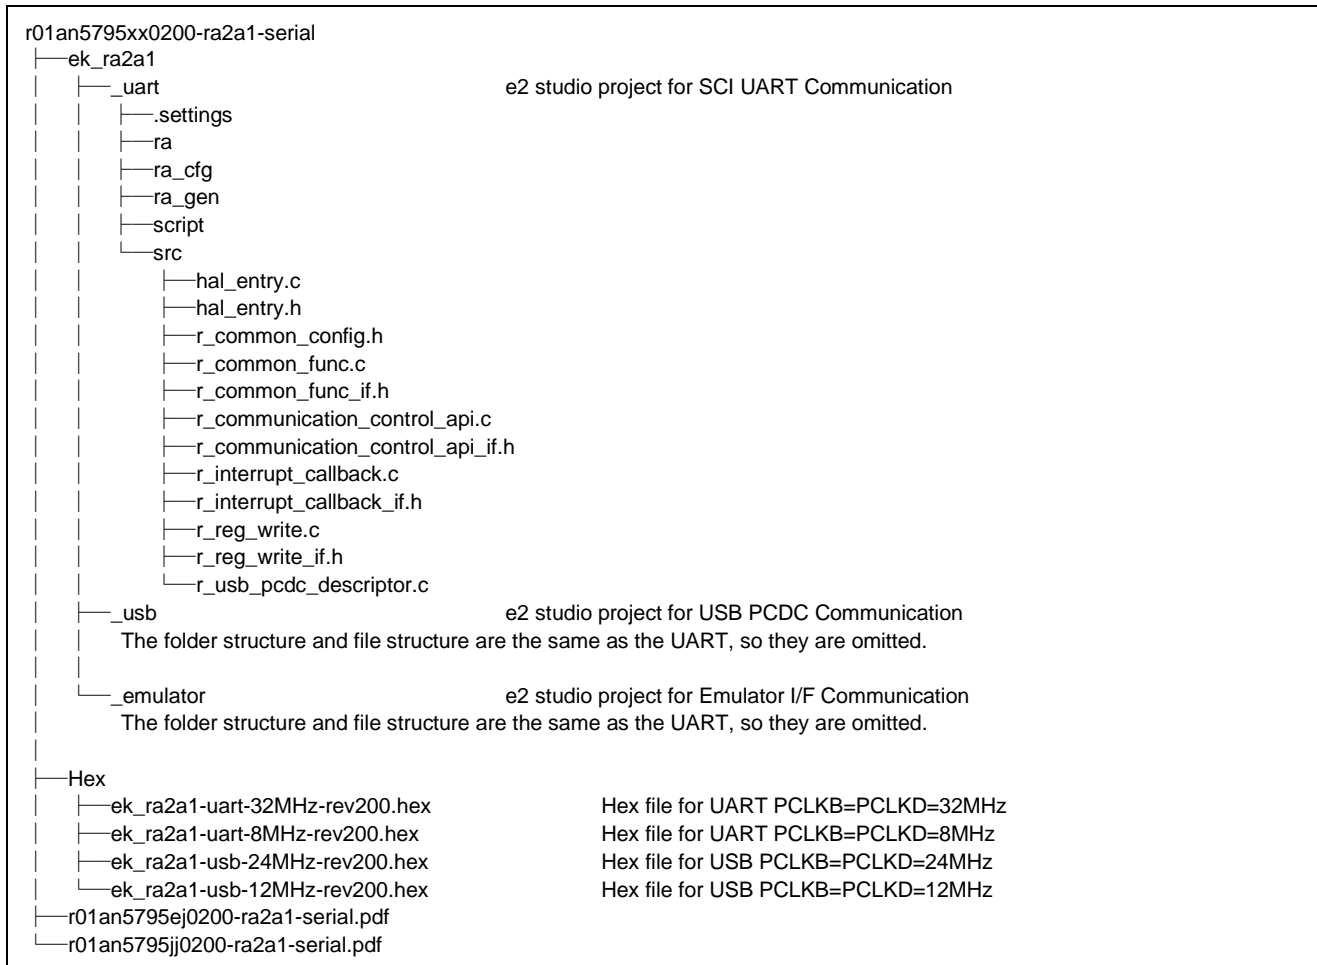 r01an5795xx0200-ra2a1-serial
├──ek_ra2a1
│ ├──_uart e2 studio project for SCI UART Communication
│ │ ├──.settings
│ │ ├──ra
│ │ ├──ra_cfg
│ │ ├──ra_gen
│ │ ├──script
│ │ └──src
│ │ ├──hal_entry.c
│ │ ├──hal_entry.h
│ │ ├──r_common_config.h
│ │ ├──r_common_func.c
│ │ ├──r_common_func_if.h
│ │ ├──r_communication_control_api.c
│ │ ├──r_communication_control_api_if.h
│ │ ├──r_interrupt_callback.c
│ │ ├──r_interrupt_callback_if.h
│ │ ├──r_reg_write.c
│ │ ├──r_reg_write_if.h
│ │ └──r_usb_pcdc_descriptor.c
│ ├──_usb e2 studio project for USB PCDC Communication
│ │ The folder structure and file structure are the same as the UART, so they are omitted.
│ │
│ └──_emulator e2 studio project for Emulator I/F Communication
│ The folder structure and file structure are the same as the UART, so they are omitted.
│
├──Hex
│ ├──ek_ra2a1-uart-32MHz-rev200.hex Hex file for UART PCLKB=PCLKD=32MHz
│ ├──ek_ra2a1-uart-8MHz-rev200.hex Hex file for UART PCLKB=PCLKD=8MHz
│ ├──ek_ra2a1-usb-24MHz-rev200.hex Hex file for USB PCLKB=PCLKD=24MHz
│ └──ek_ra2a1-usb-12MHz-rev200.hex Hex file for USB PCLKB=PCLKD=12MHz
├──r01an5795ej0200-ra2a1-serial.pdf
└──r01an5795jj0200-ra2a1-serial.pdf